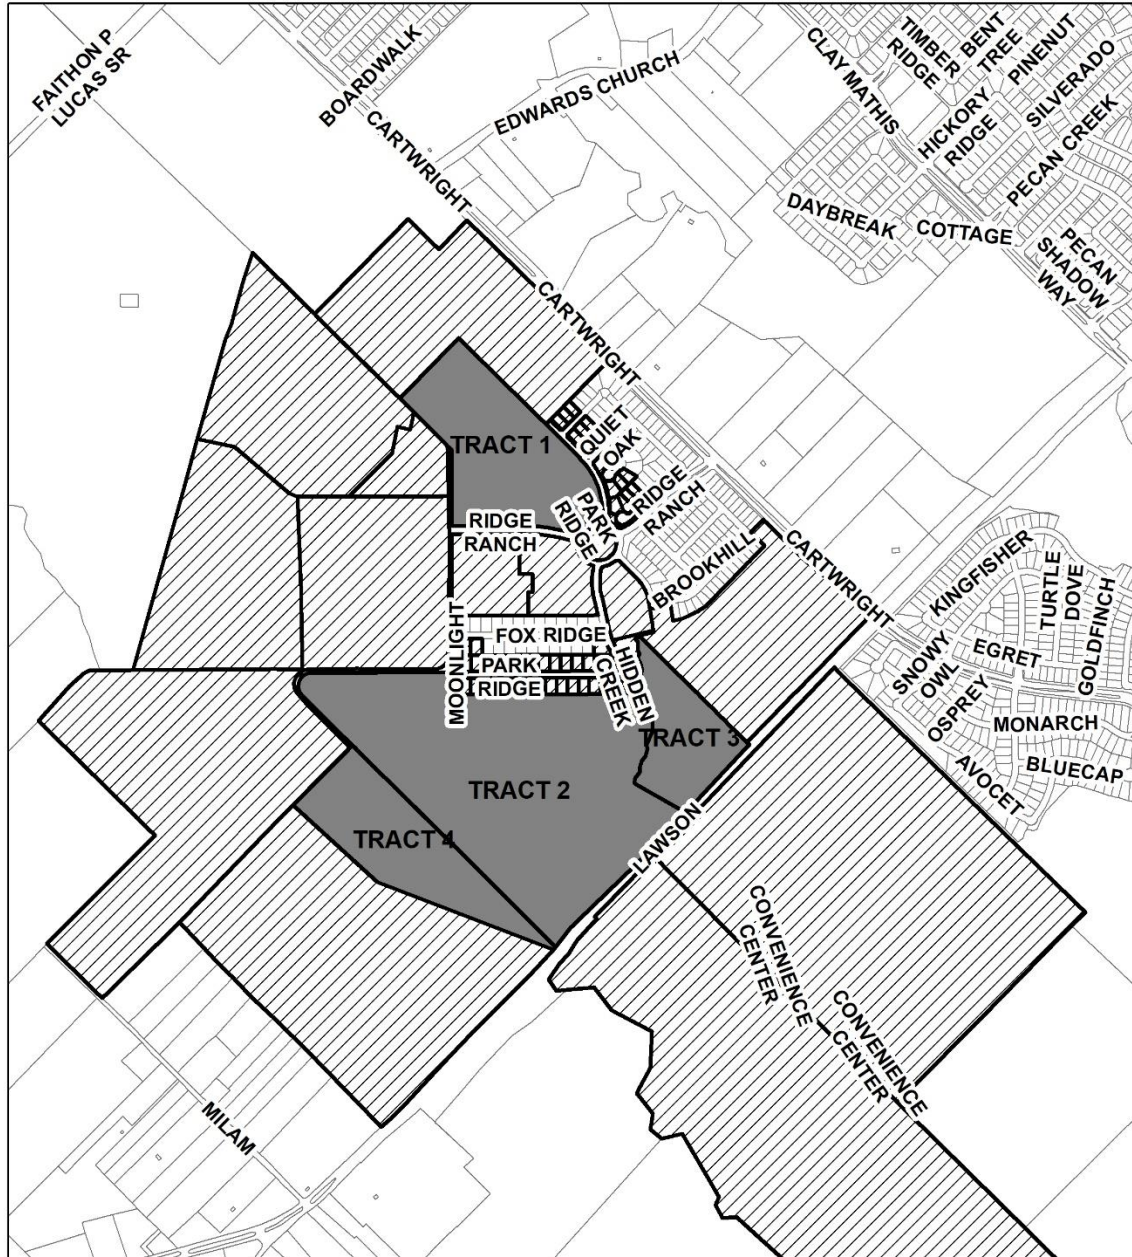 FAITHON P
LUCAS SR
BOARDWALK
CARTWRIGHT
EDWARDS CHURCH
CLAY MATHIS
TIMBER
RIDGE
BENT
TREE
PINENUT
SILVERADO
HICKORY
RIDGE
PECAN CREEK
DAYBREAK
COTTAGE
PECAN
SHADOW
WAY
CARTWRIGHT
TRACT 1
QUIET
OAK
RIDGE
RANCH
PARK
RIDGE
RIDGE
RANCH
BROOKHILL
CARTWRIGHT
KINGFISHER
TURTLE
DOVE
GOLDFINCH
SNOWY
OWL
EGRET
OSPREY
MONARCH
AVOCET
BLUECAP
MOONLIGHT
FOX RIDGE
PARK
RIDGE
HIDDEN
CREEK
TRACT 3
TRACT 2
TRACT 4
LAWSON
CONVENIENCE
CENTER
CONVENIENCE
CENTER
MILAM